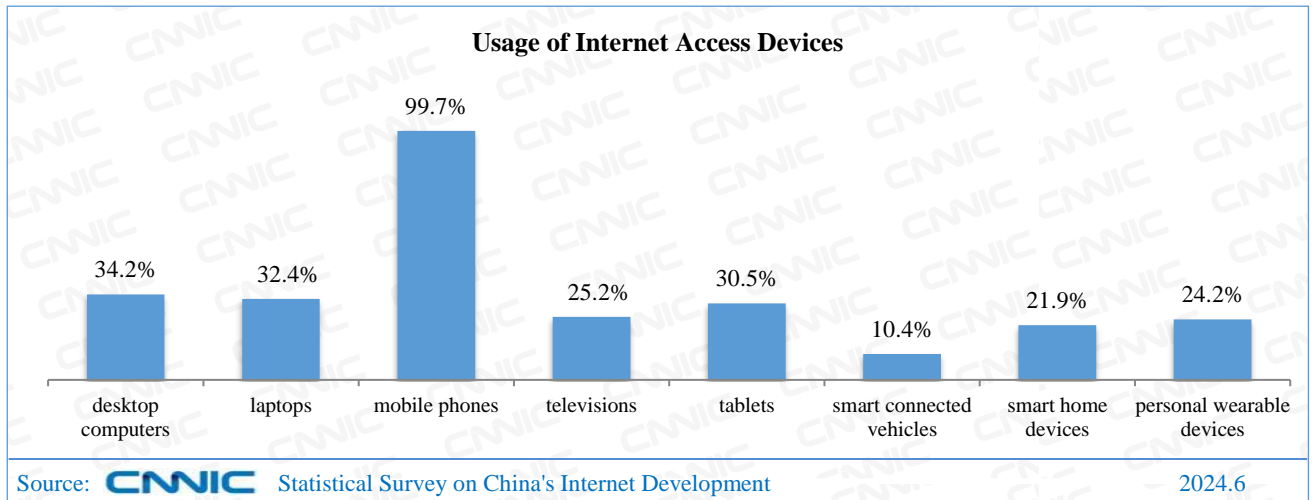 Usage of Internet Access Devices
99.7%
34.2%
32.4%
25.2%
30.5%
10.4%
21.9%
24.2%
desktop
computers
laptops
mobile phones
televisions
tablets
smart connected
vehicles
smart home
devices
personal wearable
devices
Source: CNNIC Statistical Survey on China's Internet Development 2024.6